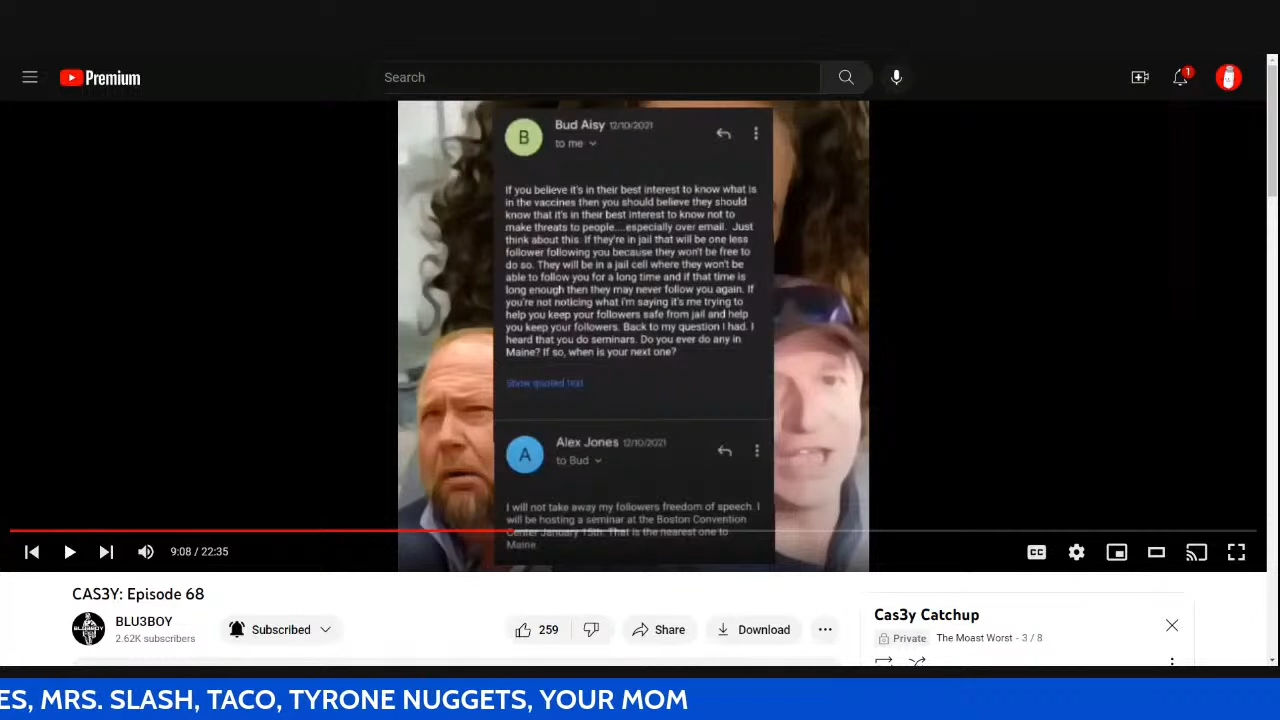 Premium
Search
1
B
Bud Aisy 12/10/2021
to me
If you believe it's in their best interest to know what is
in the vaccines then you should believe they should
know that it's in their best interest to know not to
make threats to people....especially over email. Just
think about this. If they're in jail that will be one less
follower following you because they won't be free to
do so. They will be in a jail cell where they won't be
able to follow you for a long time and if that time is
long enough then they may never follow you again. If
you're not noticing what i'm saying it's me trying to
help you keep your followers safe from jail and help
you keep your followers. Back to my question I had. I
heard that you do seminars. Do you ever do any in
Maine? If so, when is your next one?
Show quoted text
A
Alex Jones 12/10/2021
to Bud
I will not take away my followers freedom of speech. I
will be hosting a seminar at the Boston Convention
Center January 15th. That is the nearest one to
Maine.
9:08 / 22:35
CC
CAS3Y: Episode 68
BLU3BOY
2.62K subscribers
Subscribed
259
Share
Download
Cas3y Catchup
Private
The Moast Worst - 3 / 8
ES, MRS. SLASH, TACO, TYRONE NUGGETS, YOUR MOM